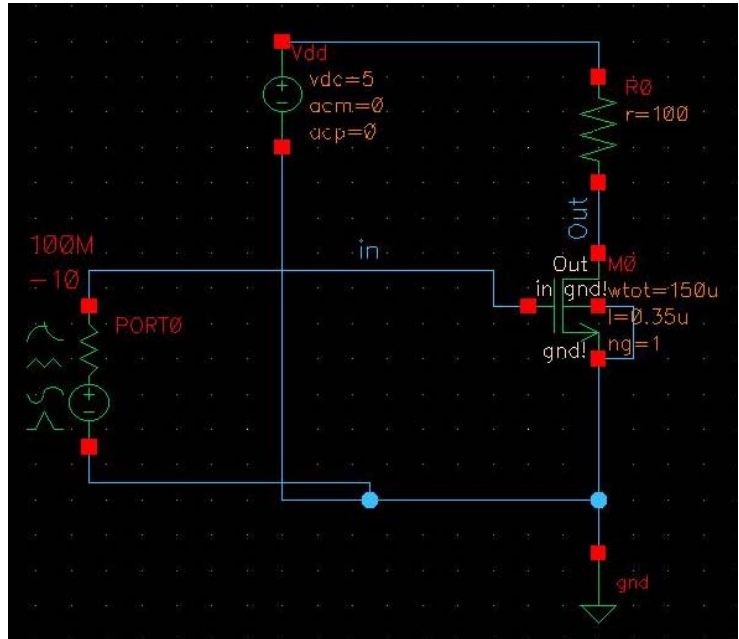 Vdd
vdc=5
acm=0
acp=0
R0
r=100
Out
100M
-10
in
PORT0
Out
M0
in
gnd!
wtot=150u
l=0.35u
gnd!
ng=1
gnd